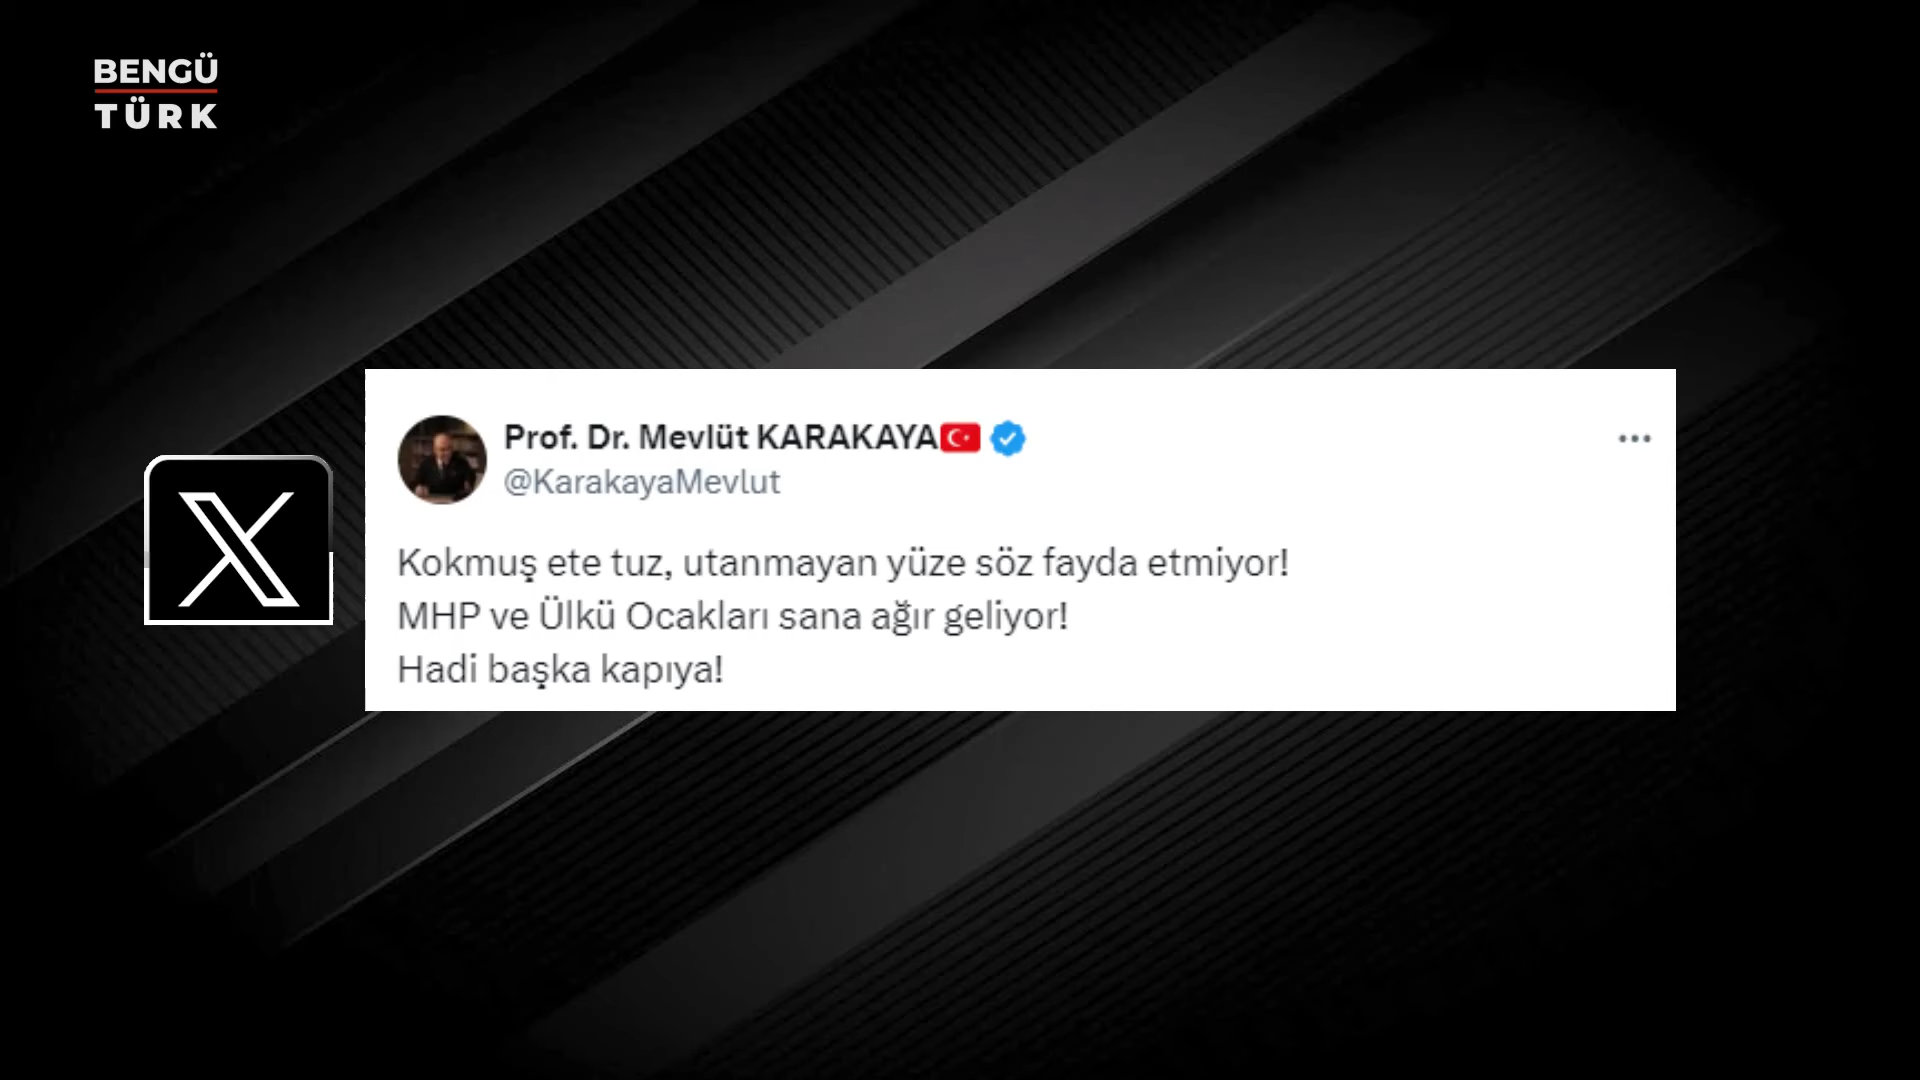 BENGÜ
TÜRK
Prof. Dr. Mevlüt KARAKAYA
@KarakayaMevlut
Kokmuş ete tuz, utanmayan yüze söz fayda etmiyor!
MHP ve Ülkü Ocakları sana ağır geliyor!
Hadi başka kapıya!